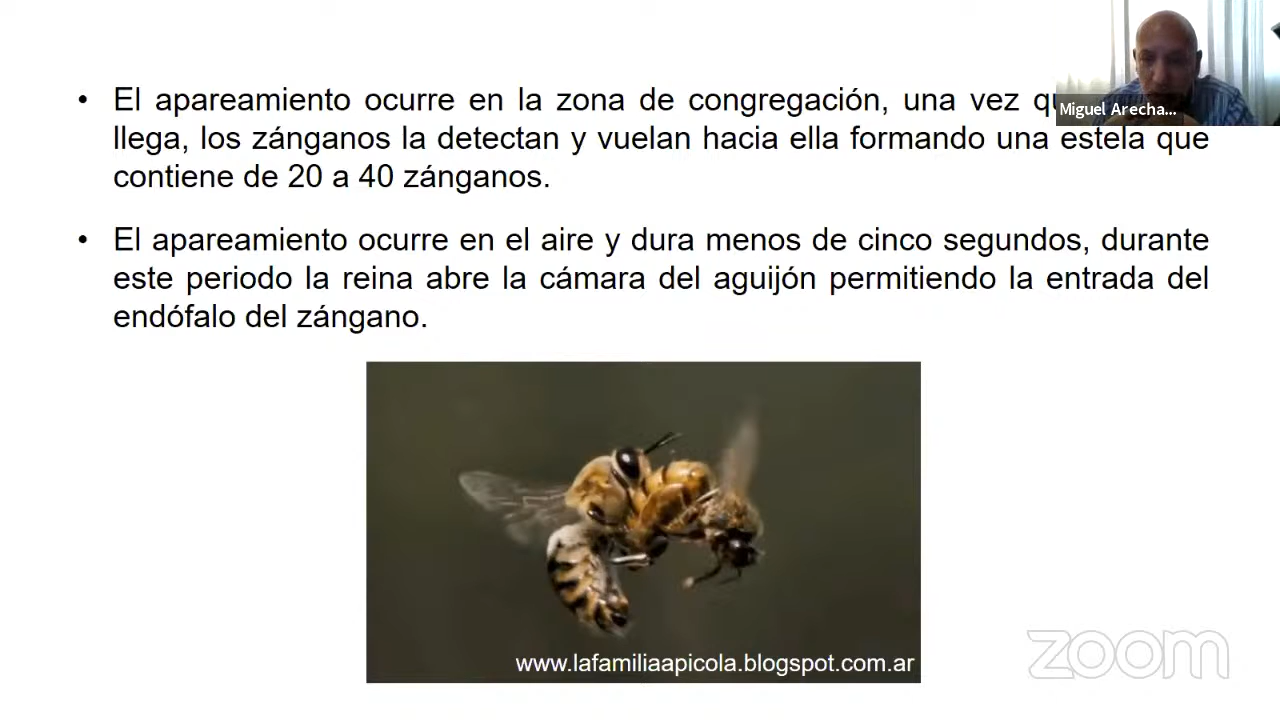 • El apareamiento ocurre en la zona de congregación, una vez
Miguel Arecha...
llega, los zánganos la detectan y vuelan hacia ella formando una estela que
contiene de 20 a 40 zánganos.
• El apareamiento ocurre en el aire y dura menos de cinco segundos, durante
este periodo la reina abre la cámara del aguijón permitiendo la entrada del
endófalo del zángano.
www.lafamiliaapicola.blogspot.com.ar
zoom